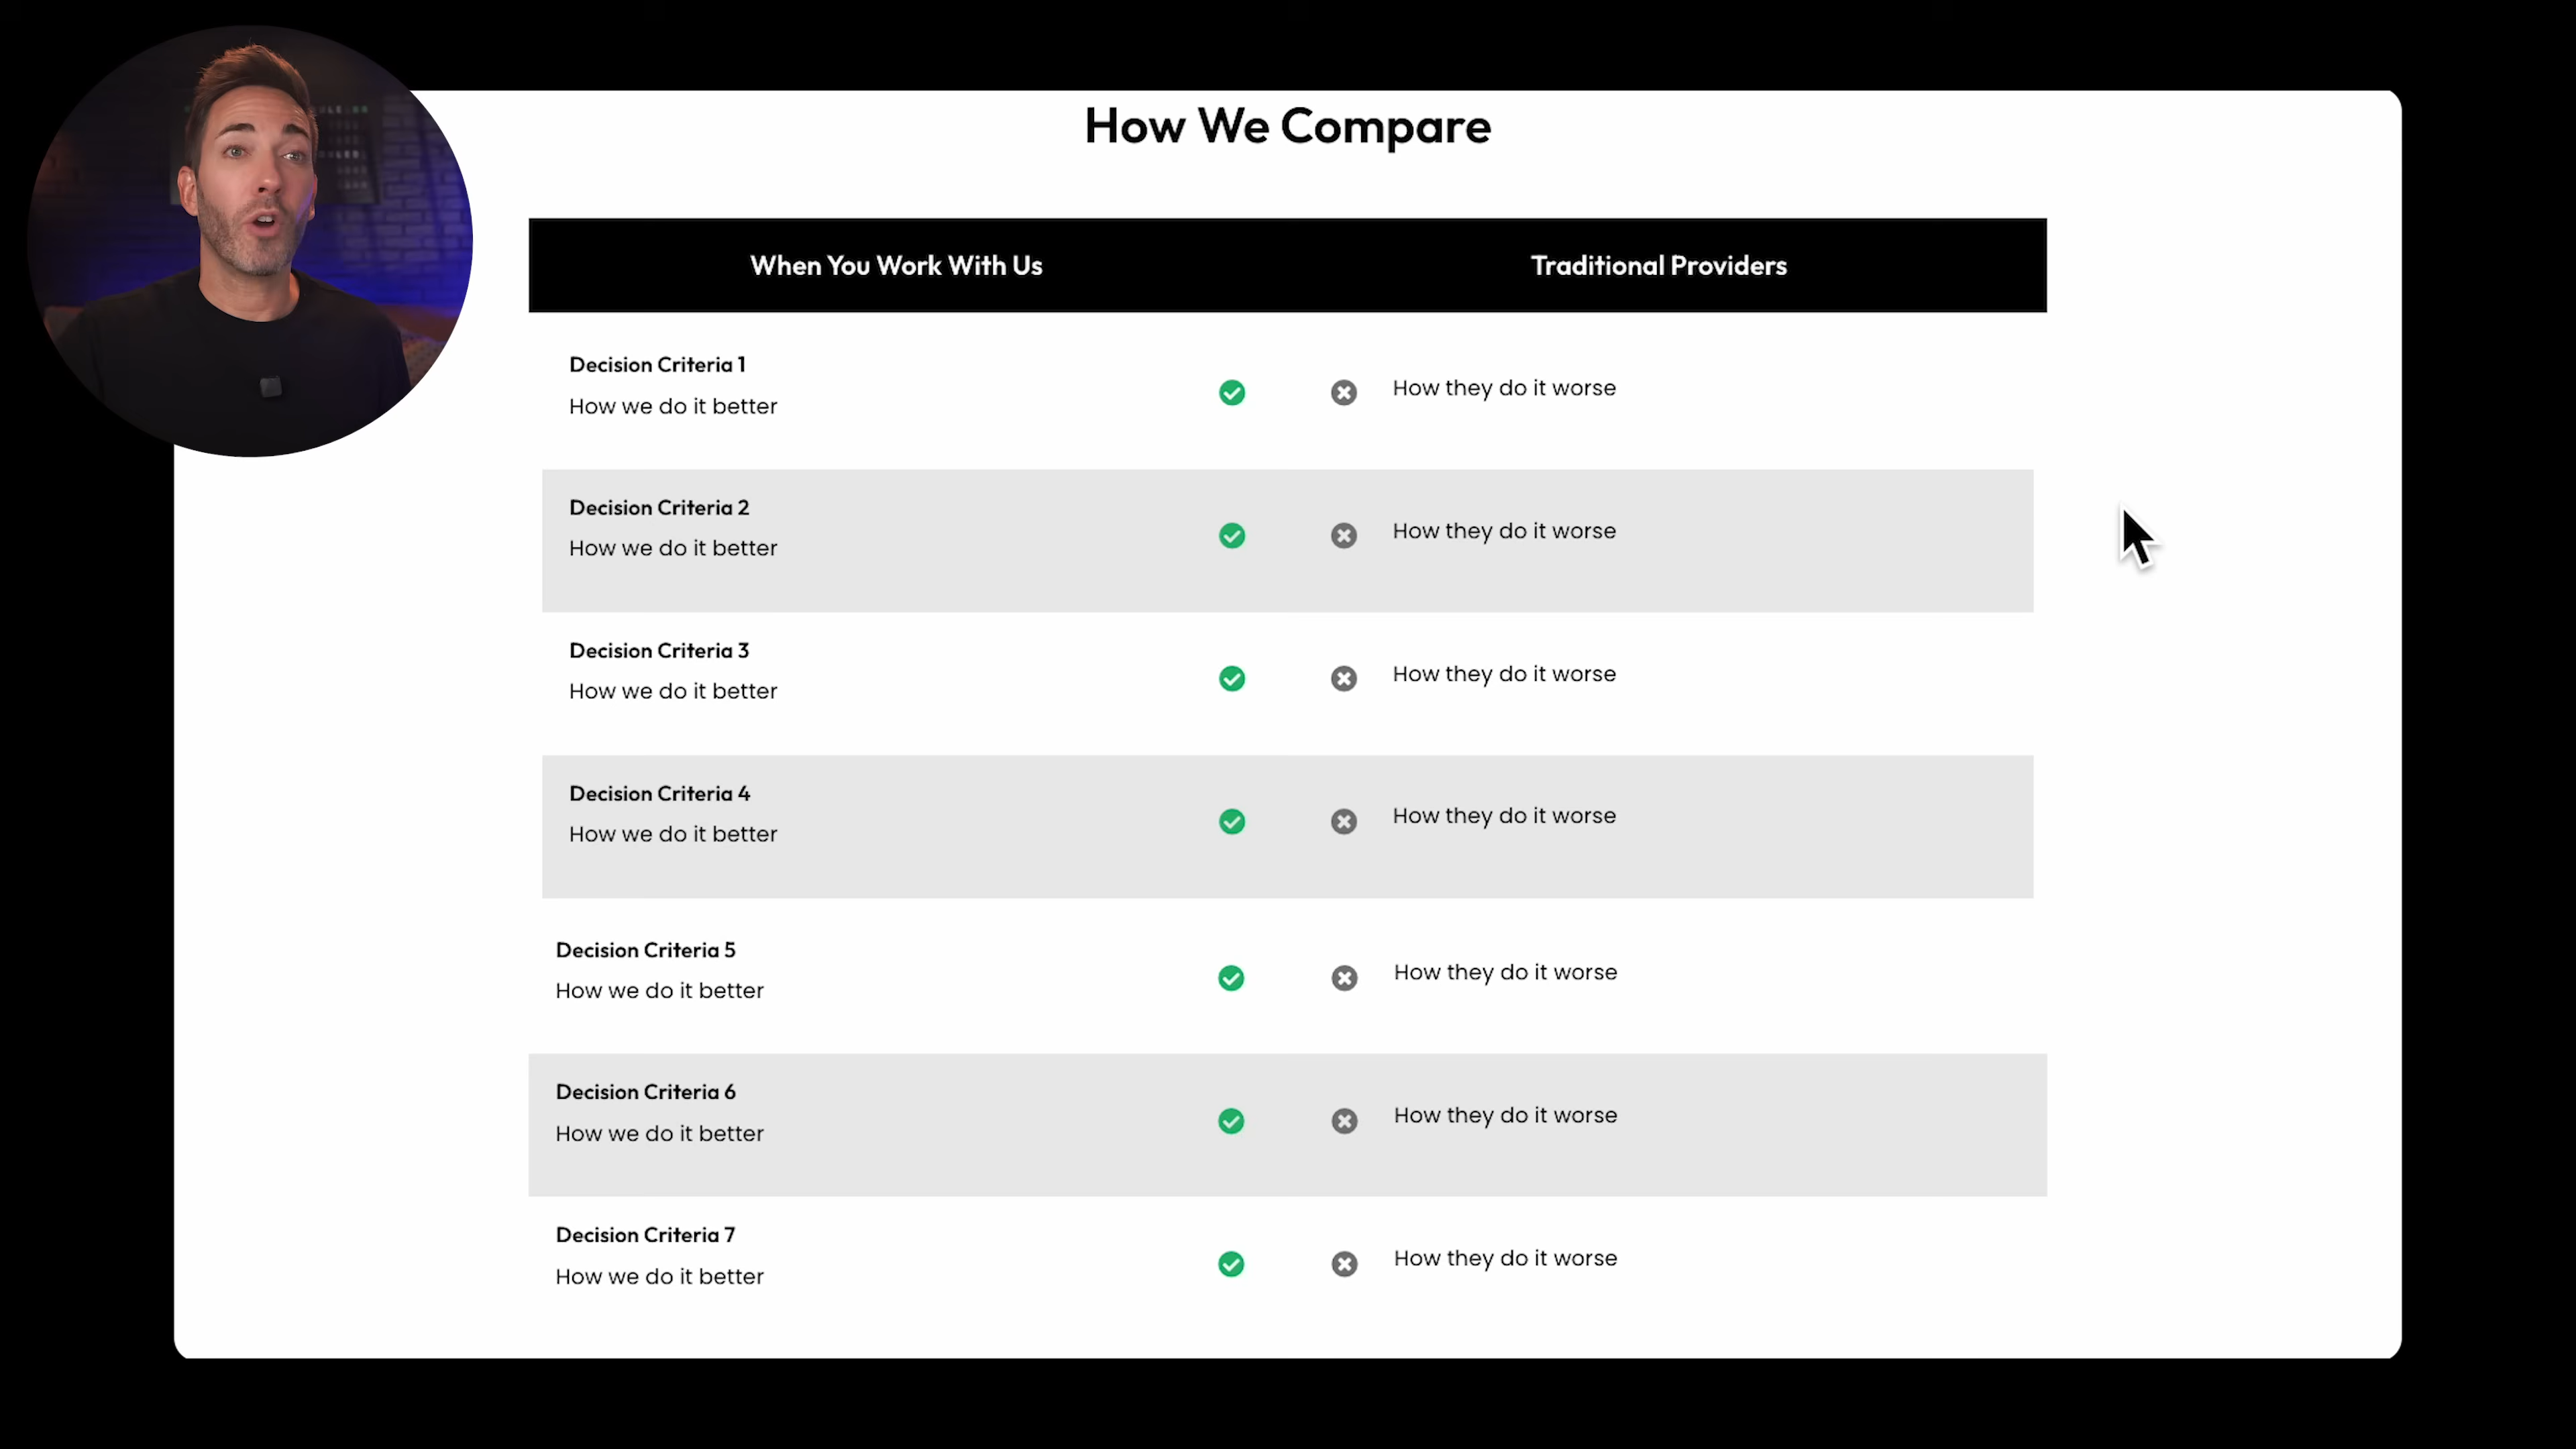 How We Compare
When You Work With Us
Traditional Providers
Decision Criteria 1
How we do it better
How they do it worse
Decision Criteria 2
How we do it better
How they do it worse
Decision Criteria 3
How we do it better
How they do it worse
Decision Criteria 4
How we do it better
How they do it worse
Decision Criteria 5
How we do it better
How they do it worse
Decision Criteria 6
How we do it better
How they do it worse
Decision Criteria 7
How we do it better
How they do it worse